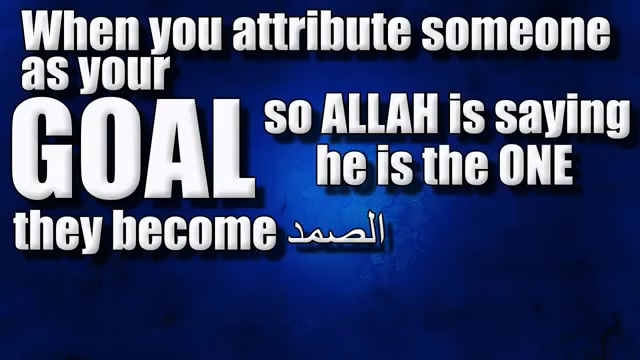 When you attribute someone
as your
GOAL
they become الصمد
so ALLAH is saying
he is the ONE